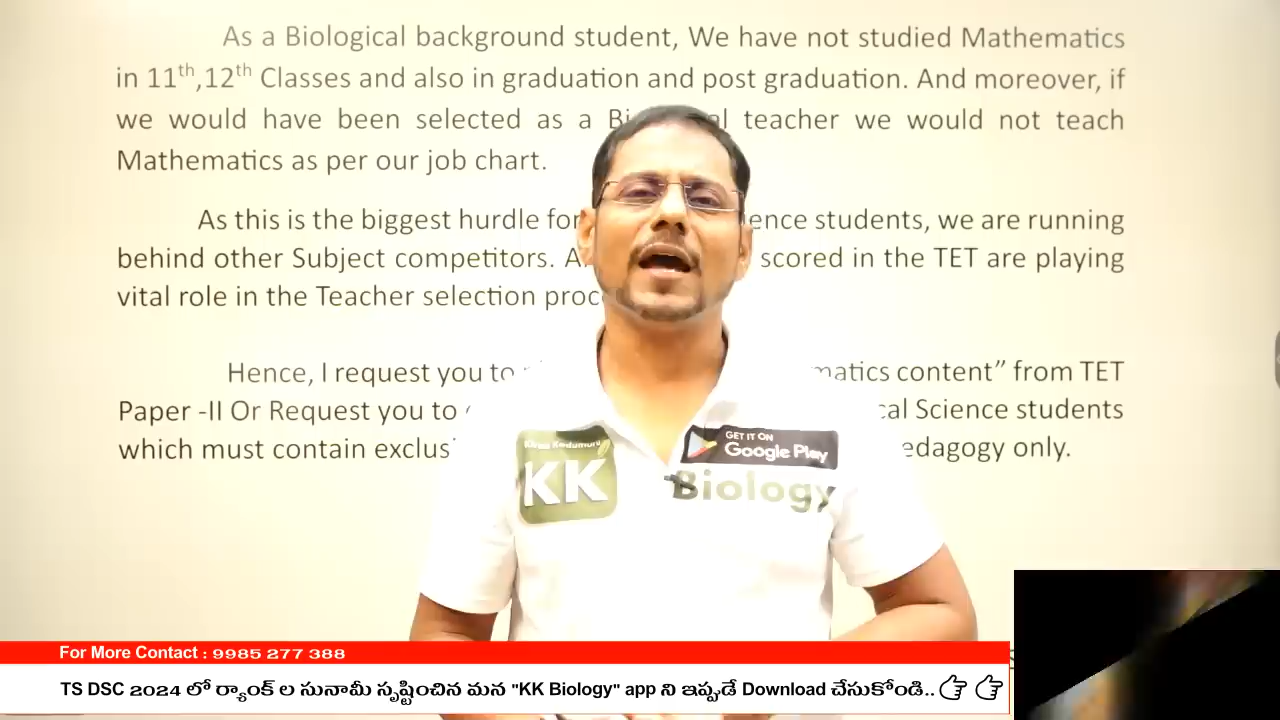 As a Biological background student, We have not studied Mathematics
in 11th,12th Classes and also in graduation and post graduation. And moreover, if
we would have been selected as a Bi al teacher we would not teach
Mathematics as per our job chart.
As this is the biggest hurdle for ence students, we are running
behind other Subject competitors. A scored in the TET are playing
vital role in the Teacher selection proc
Hence, I request you to matics content” from TET
Paper -II Or Request you to cal Science students
which must contain exclus edagogy only.
Kiran Kodumuru
KK
GET IT ON
Google Play
Biology
For More Contact : 9985 277 388
TS DSC 2024 లో ర్యాంక్ ల సునామీ సృష్టించిన మన "KK Biology" app ని ఇప్పుడే Download చేసుకోండి..